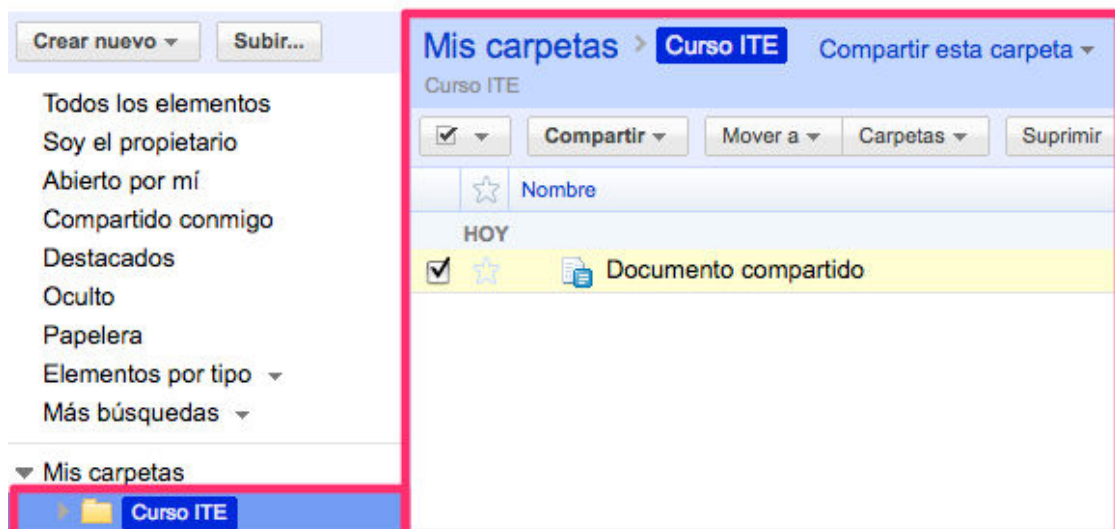 Crear nuevo
Subir...
Todos los elementos
Soy el propietario
Abierto por mí
Compartido conmigo
Destacados
Oculto
Papelera
Elementos por tipo
Más búsquedas
Mis carpetas
Curso ITE
Mis carpetas > Curso ITE Compartir esta carpeta
Curso ITE
Compartir Mover a Carpetas Suprimir
Nombre
HOY
Documento compartido